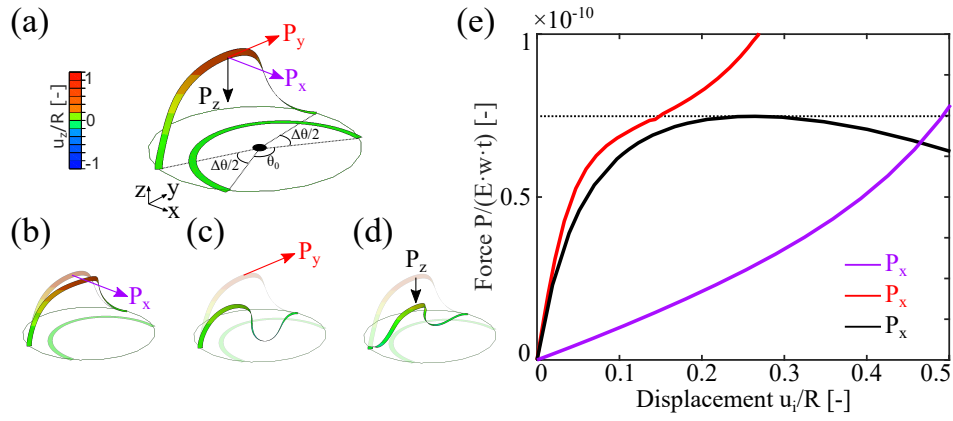 (a)
P_y
P_x
P_z
1
0
-1
u_z/R [-]
Δθ/2
Δθ/2
θ_0
z
y
x
(b)
P_x
(c)
P_y
(d)
P_z
(e)
×10^-10
1
0.5
0
Force P/(E·w·t) [-]
P_x
P_x
P_x
0
0.1
0.2
0.3
0.4
0.5
Displacement u_i/R [-]